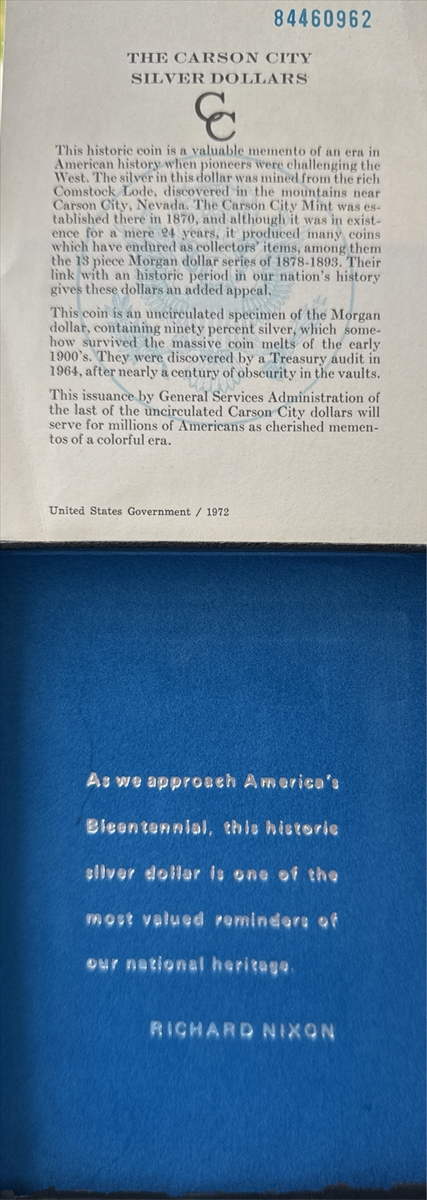 84460962
THE CARSON CITY
SILVER DOLLARS
CC
This historic coin is a valuable memento of an era in
American history when pioneers were challenging the
West. The silver in this dollar was mined from the rich
Comstock Lode, discovered in the mountains near
Carson City, Nevada. The Carson City Mint was es-
tablished there in 1870, and although it was in exist-
ence for a mere 24 years, it produced many coins
which have endured as collectors' items, among them
the 13 piece Morgan dollar series of 1878-1893. Their
link with an historic period in our nation's history
gives these dollars an added appeal.
This coin is an uncirculated specimen of the Morgan
dollar, containing ninety percent silver, which some-
how survived the massive coin melts of the early
1900's. They were discovered by a Treasury audit in
1964, after nearly a century of obscurity in the vaults.
This issuance by General Services Administration of
the last of the uncirculated Carson City dollars will
serve for millions of Americans as cherished memen-
tos of a colorful era.
United States Government / 1972
As we approach America's
Bicentennial, this historic
silver dollar is one of the
most valued reminders of
our national heritage.
RICHARD NIXON